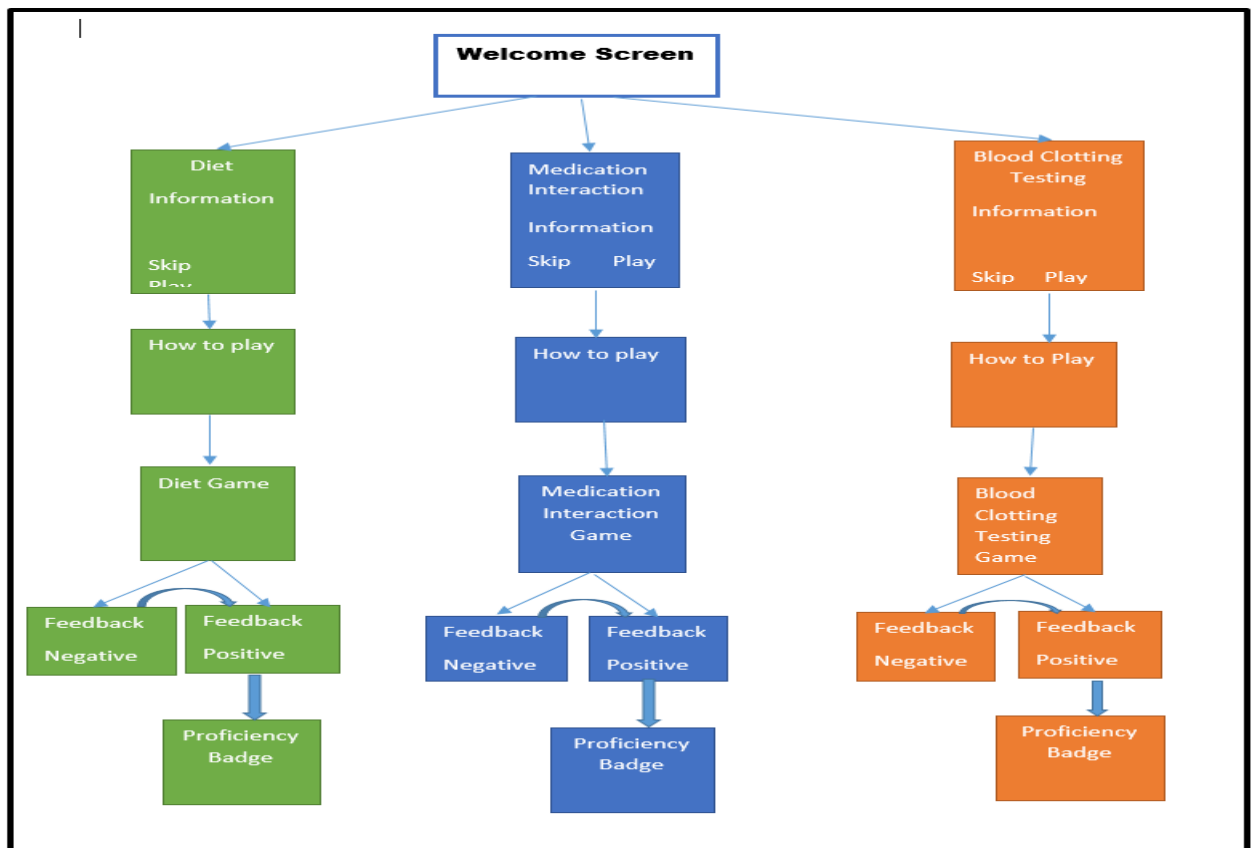 Welcome Screen
Diet
Information
Skip
Play
Medication
Interaction
Information
Skip Play
Blood Clotting
Testing
Information
Skip Play
How to play
How to play
How to Play
Diet Game
Medication
Interaction
Game
Blood
Clotting
Testing
Game
Feedback
Negative
Feedback
Positive
Feedback
Negative
Feedback
Positive
Feedback
Negative
Feedback
Positive
Proficiency
Badge
Proficiency
Badge
Proficiency
Badge